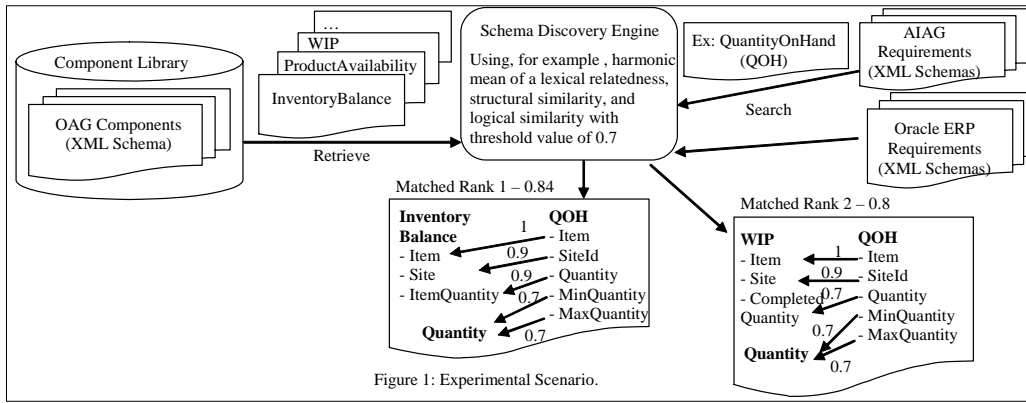 Component Library
OAG Components
(XML Schema)
…
WIP
ProductAvailability
InventoryBalance
Retrieve
Schema Discovery Engine
Using, for example , harmonic
mean of a lexical relatedness,
structural similarity, and
logical similarity with
threshold value of 0.7
Ex: QuantityOnHand
(QOH)
AIAG
Requirements
(XML Schemas)
Search
Oracle ERP
Requirements
(XML Schemas)
Matched Rank 1 – 0.84
Inventory
Balance
- Item
- Site
- ItemQuantity
Quantity
1
0.9
0.9
0.7
0.7
QOH
- Item
- SiteId
- Quantity
- MinQuantity
- MaxQuantity
Matched Rank 2 – 0.8
WIP
- Item
- Site
- Completed
Quantity
Quantity
1
0.9
0.7
0.7
0.7
QOH
- Item
- SiteId
- Quantity
- MinQuantity
- MaxQuantity
Figure 1: Experimental Scenario.